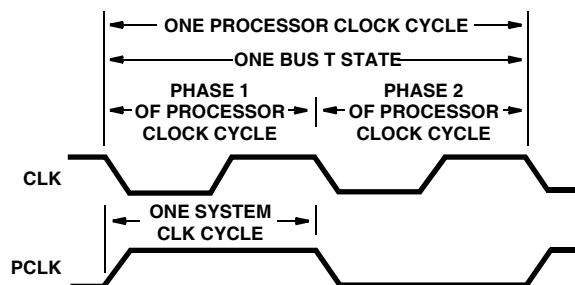 ONE PROCESSOR CLOCK CYCLE
ONE BUS T STATE
PHASE 1
OF PROCESSOR
CLOCK CYCLE
PHASE 2
OF PROCESSOR
CLOCK CYCLE
CLK
ONE SYSTEM
CLK CYCLE
PCLK